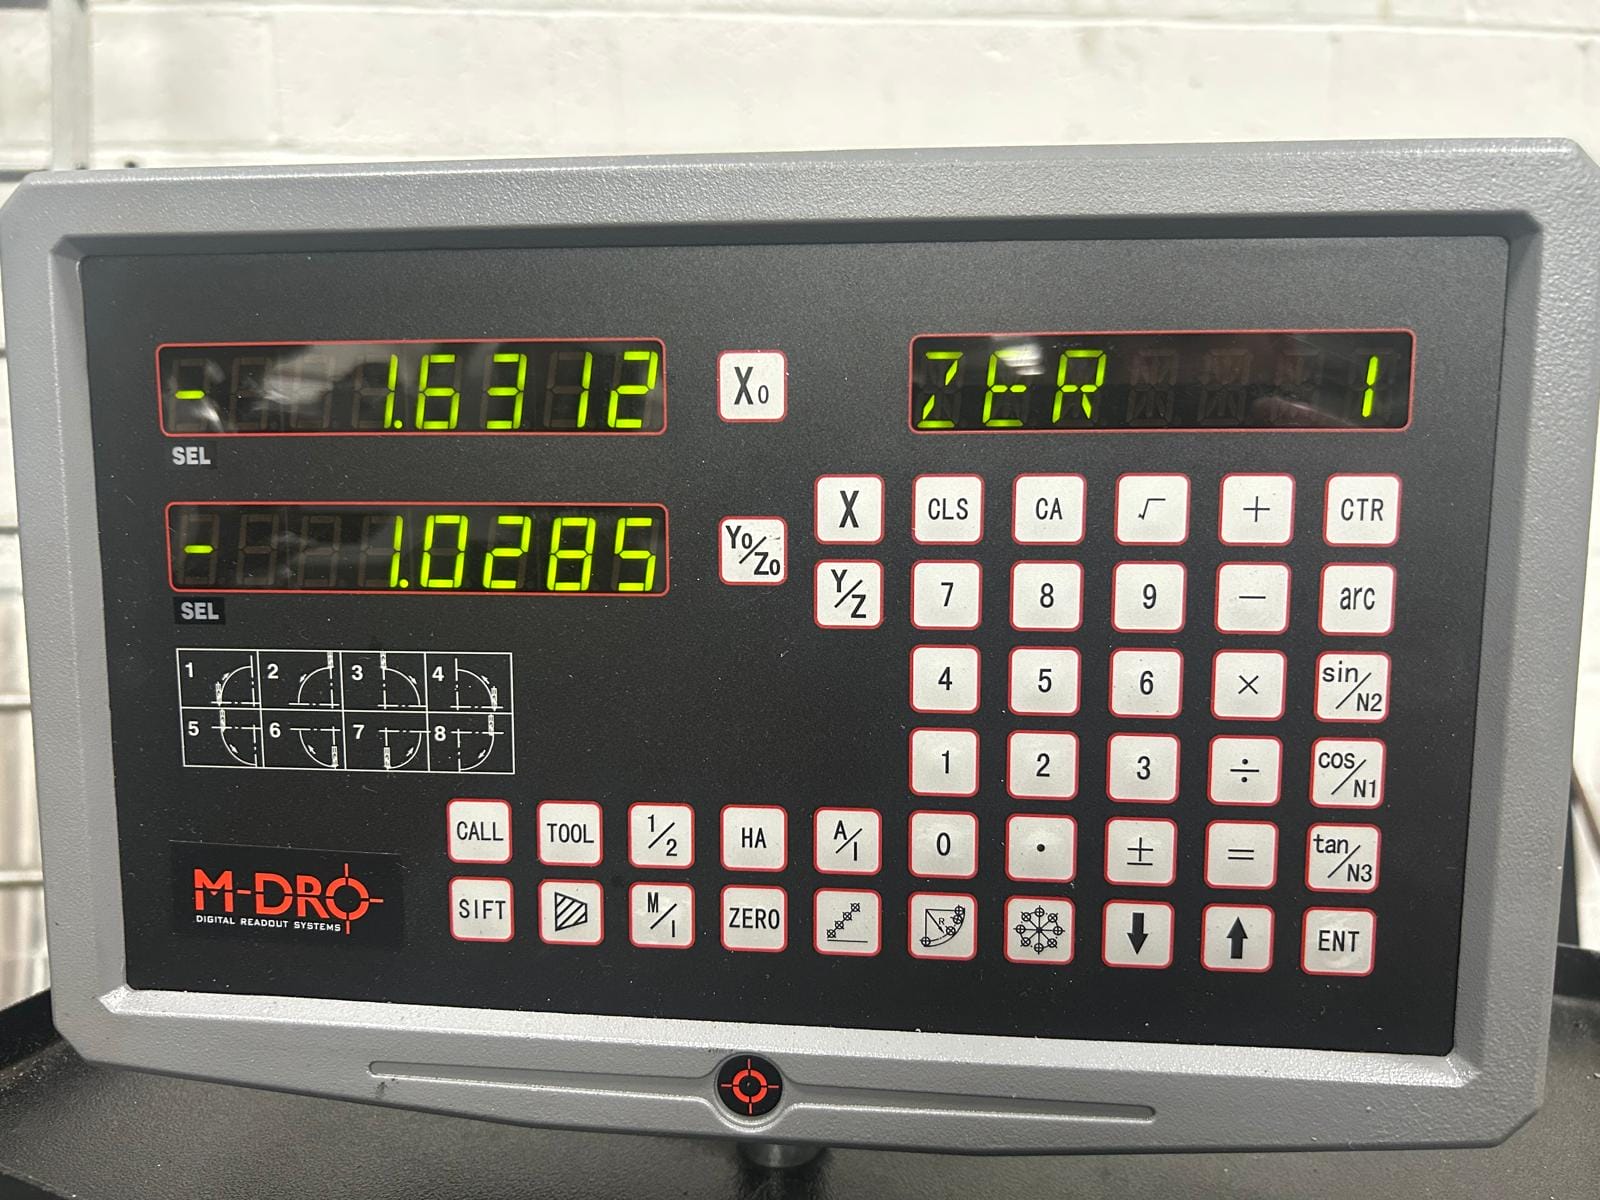 - 1.6312
X0
ZER 1
SEL
- 1.0285
Y0/Z0
SEL
X CLS CA √ + CTR
Y/Z 7 8 9 − arc
4 5 6 × sin/N2
1 2 3 ÷ cos/N1
1 2 3 4
5 6 7 8
CALL TOOL 1/2 HA A/I 0 . ± = tan/N3
SIFT M/I ZERO R ENT
M-DRO
DIGITAL READOUT SYSTEMS